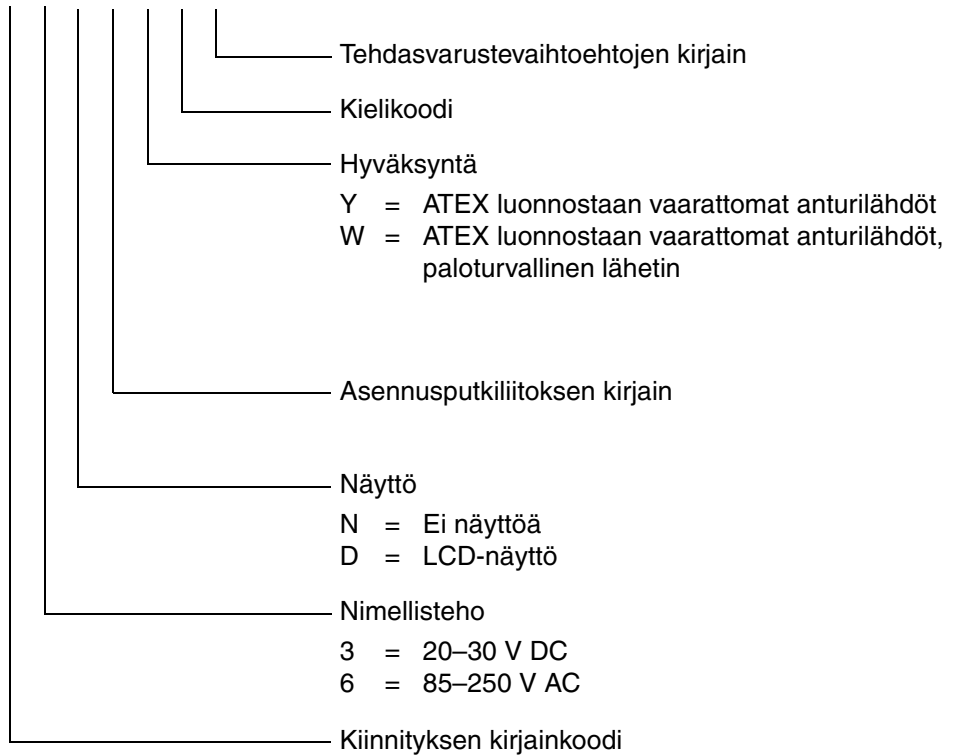 Tehdasvarustevaihtoehtojen kirjain
Kielikoodi
Hyväksyntä
Y = ATEX luonnostaan vaarattomat anturilähdöt
W = ATEX luonnostaan vaarattomat anturilähdöt,
paloturvallinen lähetin
Asennusputkiliitoksen kirjain
Näyttö
N = Ei näyttöä
D = LCD-näyttö
Nimellisteho
3 = 20–30 V DC
6 = 85–250 V AC
Kiinnityksen kirjainkoodi